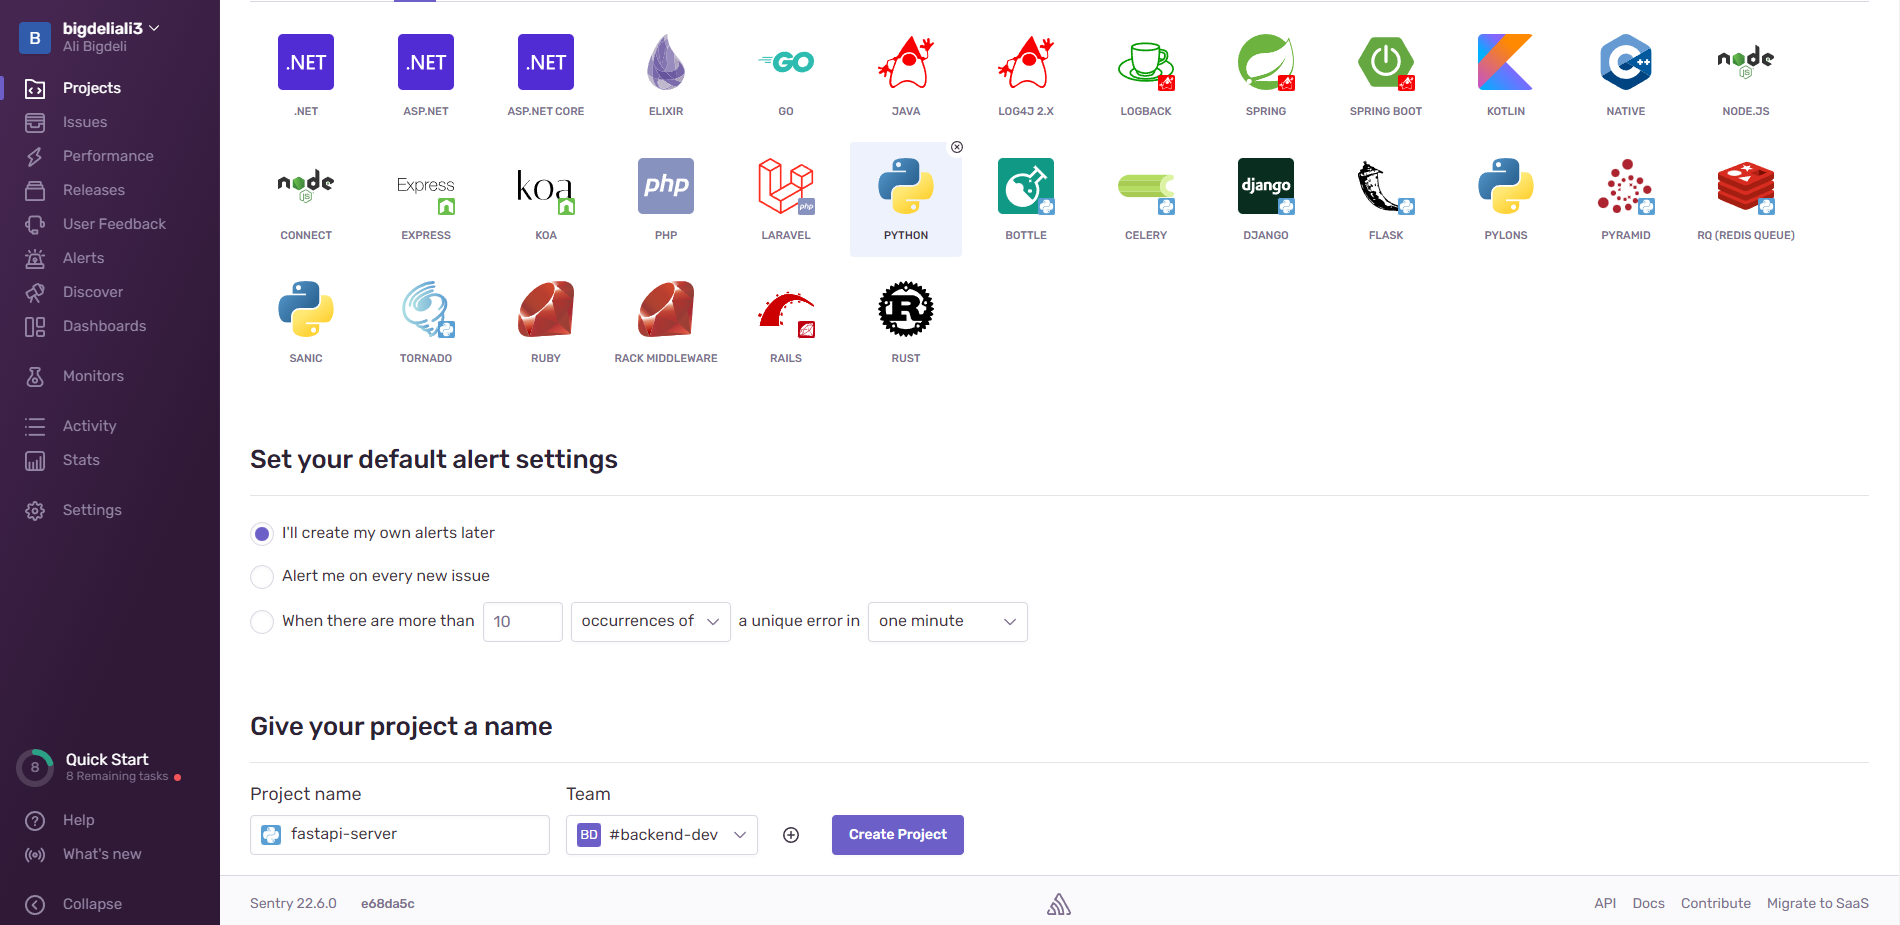 B
bigdeliali3
Ali Bigdeli
Projects
Issues
Performance
Releases
User Feedback
Alerts
Discover
Dashboards
Monitors
Activity
Stats
Settings
8
Quick Start
8 Remaining tasks
Help
What's new
Collapse
.NET .NET .NET GO node JS
.NET ASP.NET ASP.NET CORE ELIXIR GO JAVA LOG4J 2.X LOGBACK SPRING SPRING BOOT KOTLIN NATIVE NODE.JS
node JS Express koa php php django
CONNECT EXPRESS KOA PHP LARAVEL PYTHON BOTTLE CELERY DJANGO FLASK PYLONS PYRAMID RQ (REDIS QUEUE)
SANIC TORNADO RUBY RACK MIDDLEWARE RAILS RUST
Set your default alert settings
I'll create my own alerts later
Alert me on every new issue
When there are more than 10 occurrences of a unique error in one minute
Give your project a name
Project name Team
fastapi-server BD #backend-dev Create Project
Sentry 22.6.0 e68da5c API Docs Contribute Migrate to SaaS